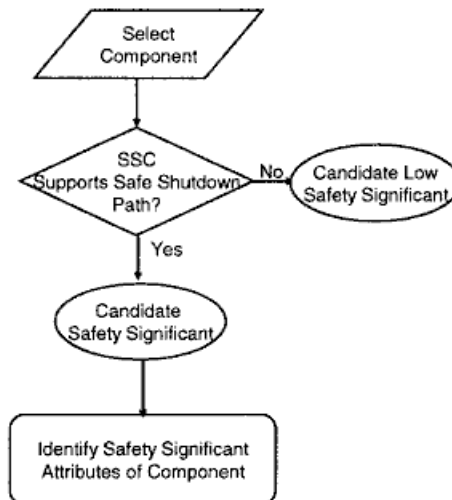 Select
Component
SSC
Supports Safe Shutdown
Path?
No
Candidate Low
Safety Significant
Yes
Candidate
Safety Significant
Identify Safety Significant
Attributes of Component